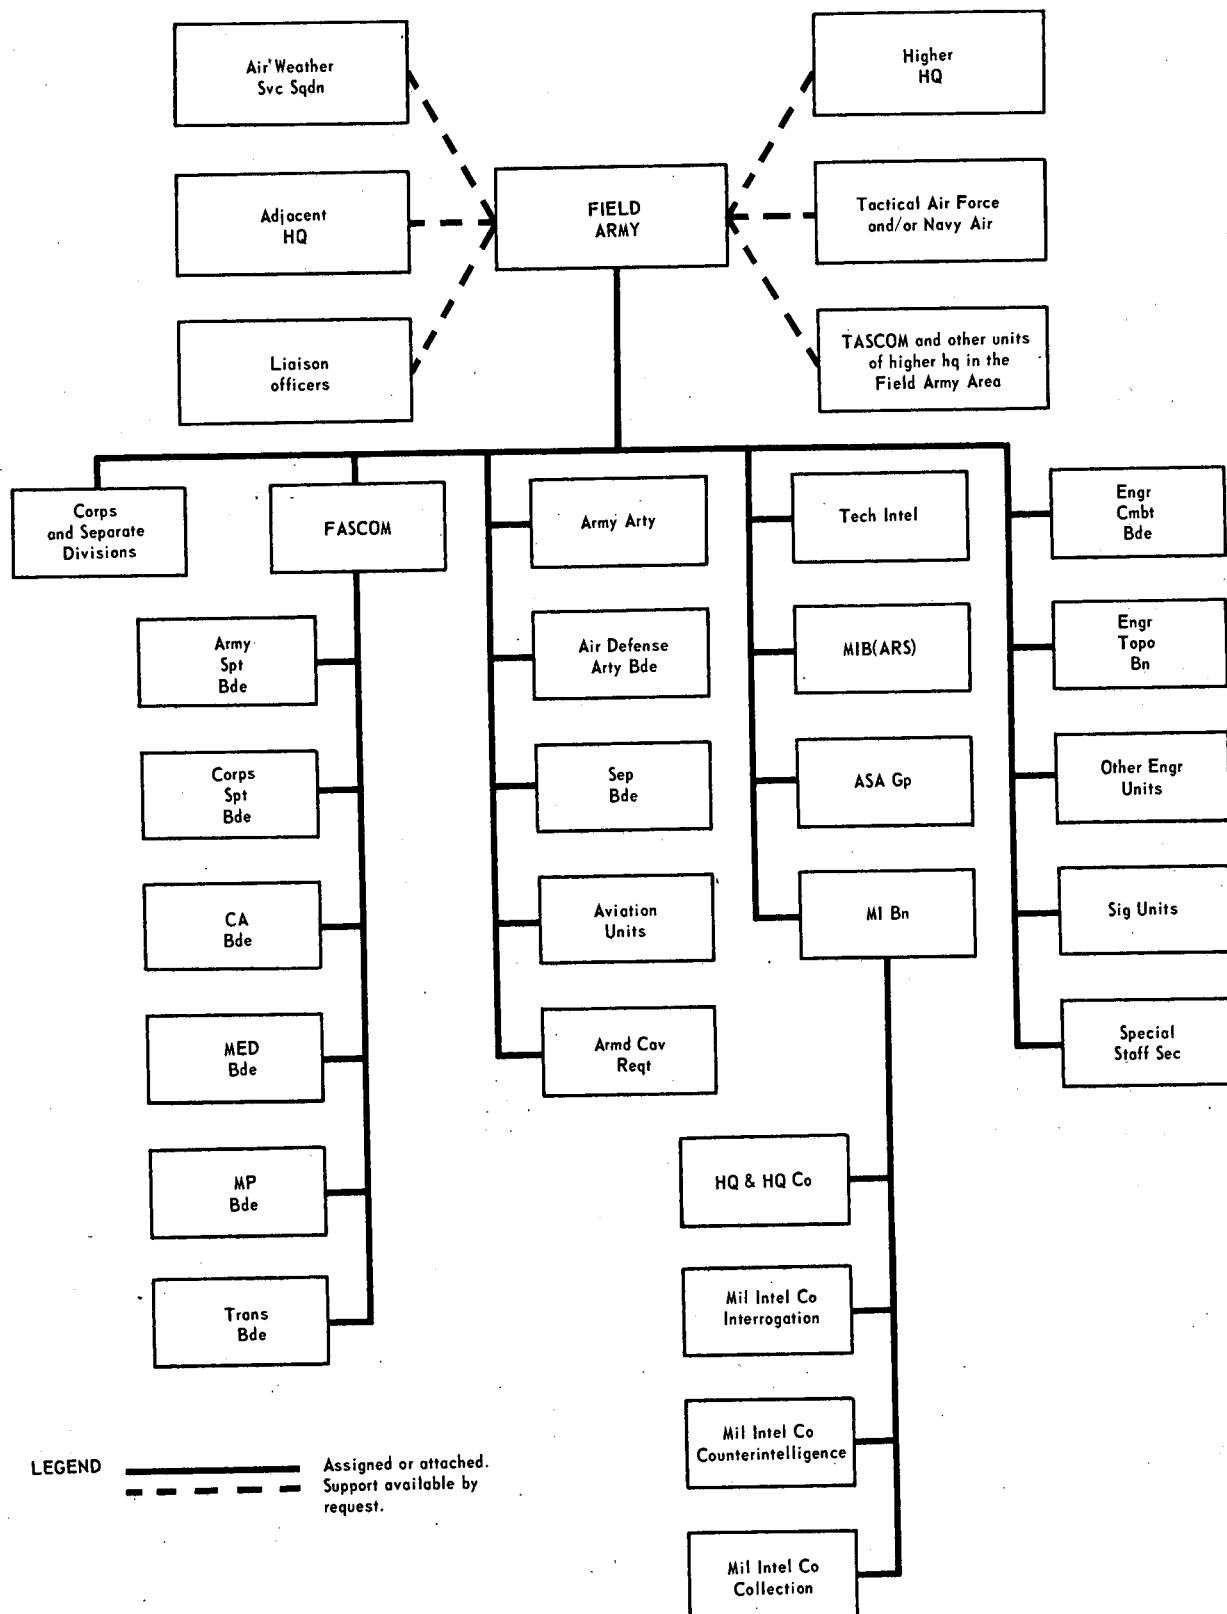 Air Weather
Svc Sqdn
Higher
HQ
Adjacent
HQ
FIELD
ARMY
Tactical Air Force
and/or Navy Air
Liaison
officers
TASCOM and other units
of higher hq in the
Field Army Area
Corps
and Separate
Divisions
FASCOM
Army Arty
Tech Intel
Engr
Cmbt
Bde
Army
Spt
Bde
Air Defense
Arty Bde
MIB(ARS)
Engr
Topo
Bn
Corps
Spt
Bde
Sep
Bde
ASA Gp
Other Engr
Units
CA
Bde
Aviation
Units
MI Bn
Sig Units
MED
Bde
Armd Cav
Reqt
Special
Staff Sec
MP
Bde
HQ & HQ Co
Trans
Bde
Mil Intel Co
Interrogation
Mil Intel Co
Counterintelligence
Mil Intel Co
Collection
LEGEND
Assigned or attached.
Support available by
request.